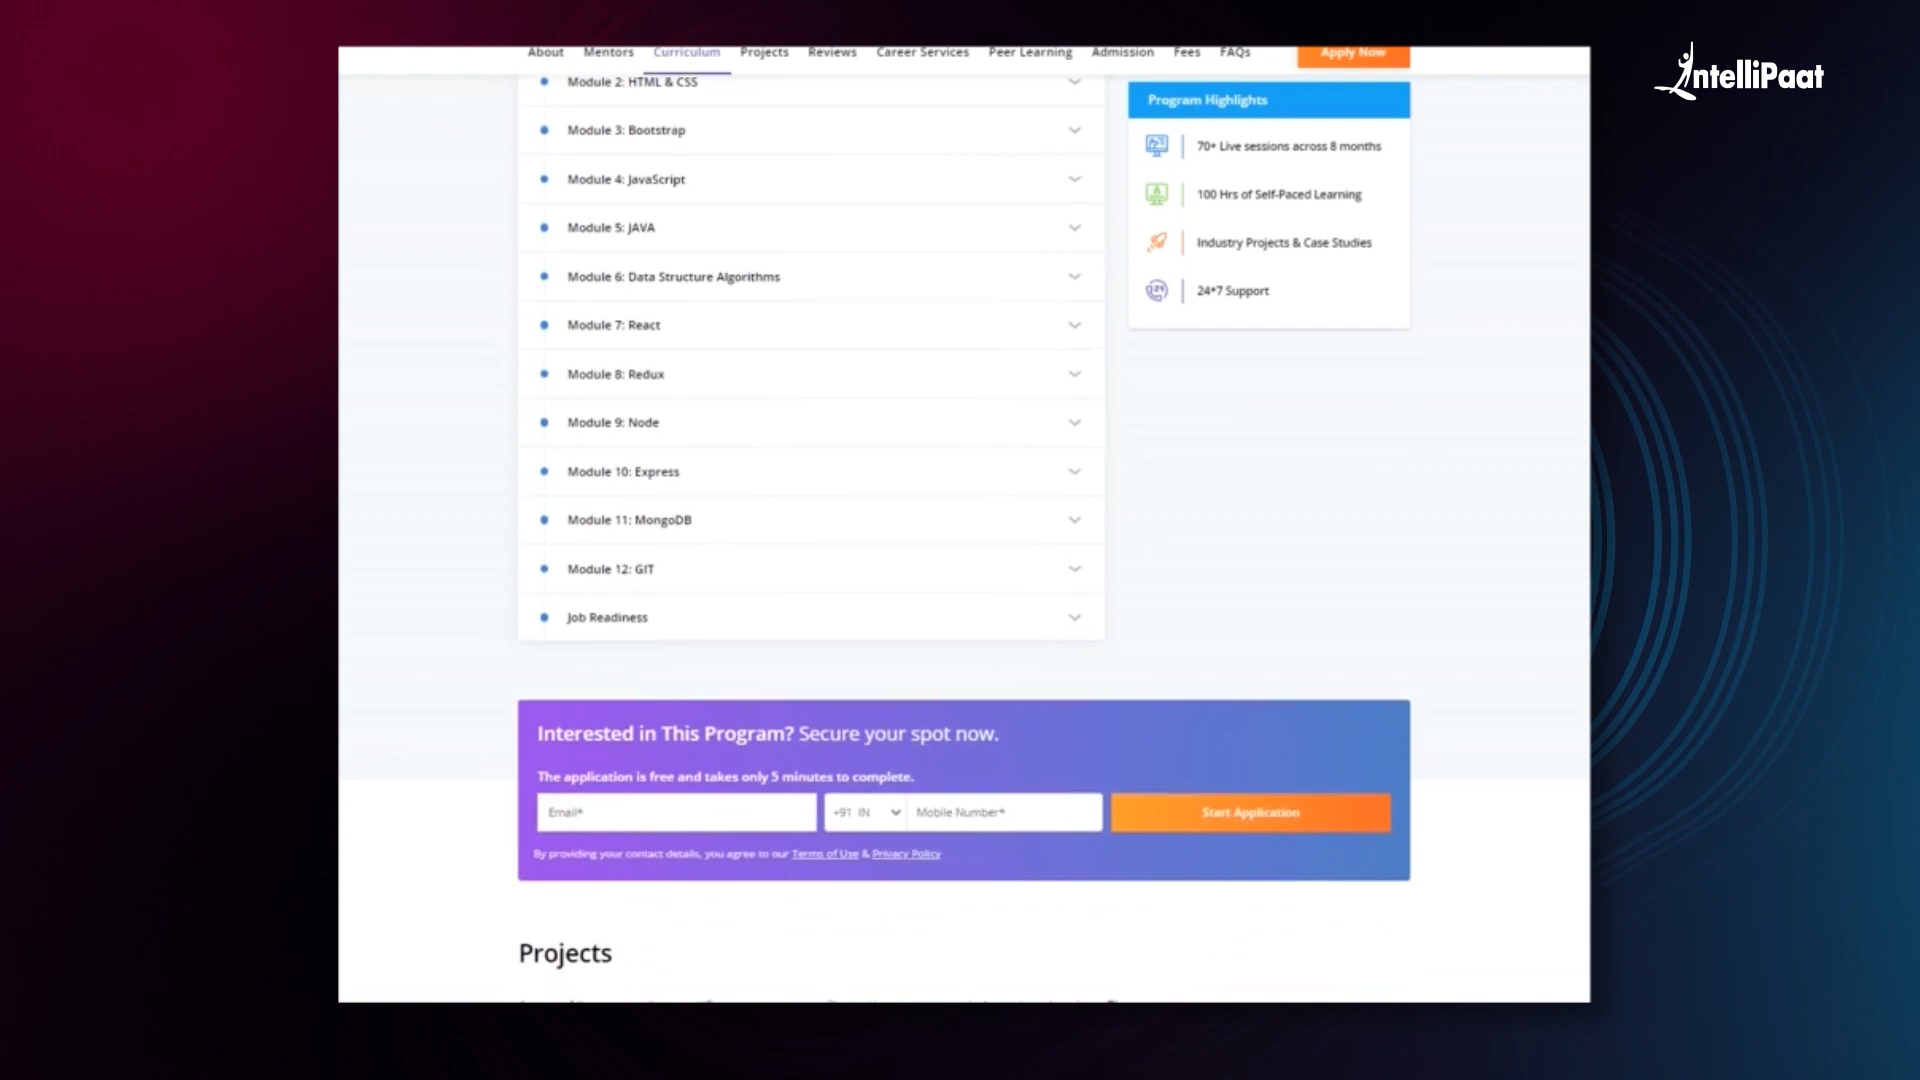 About Mentors Curriculum Projects Reviews Career Services Peer Learning Admission Fees FAQs Apply Now
IntelliPaat
Module 2: HTML & CSS
Module 3: Bootstrap
Module 4: JavaScript
Module 5: JAVA
Module 6: Data Structure Algorithms
Module 7: React
Module 8: Redux
Module 9: Node
Module 10: Express
Module 11: MongoDB
Module 12: GIT
Job Readiness
Program Highlights
70+ Live sessions across 8 months
100 Hrs of Self-Paced Learning
Industry Projects & Case Studies
24*7 Support
Interested in This Program? Secure your spot now.
The application is free and takes only 5 minutes to complete.
Email* +91 IN Mobile Number* Start Application
By providing your contact details, you agree to our Terms of Use & Privacy Policy
Projects